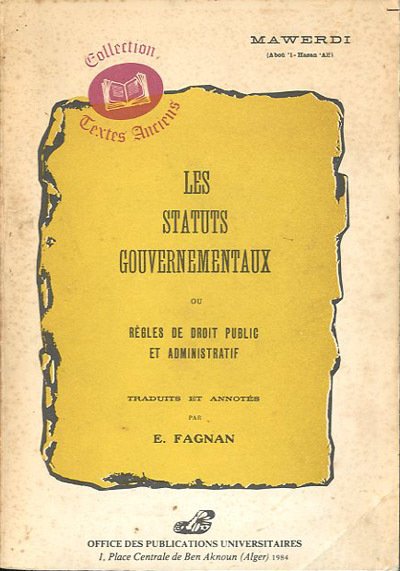 MAWERDI
(Aboû 'l-Hasan 'Alî)
Collection
Textes Anciens
LES
STATUTS
GOUVERNEMENTAUX
OU
RÈGLES DE DROIT PUBLIC
ET ADMINISTRATIF
TRADUITS ET ANNOTÉS
PAR
E. FAGNAN
OFFICE DES PUBLICATIONS UNIVERSITAIRES
1, Place Centrale de Ben Aknoun (Alger) 1984